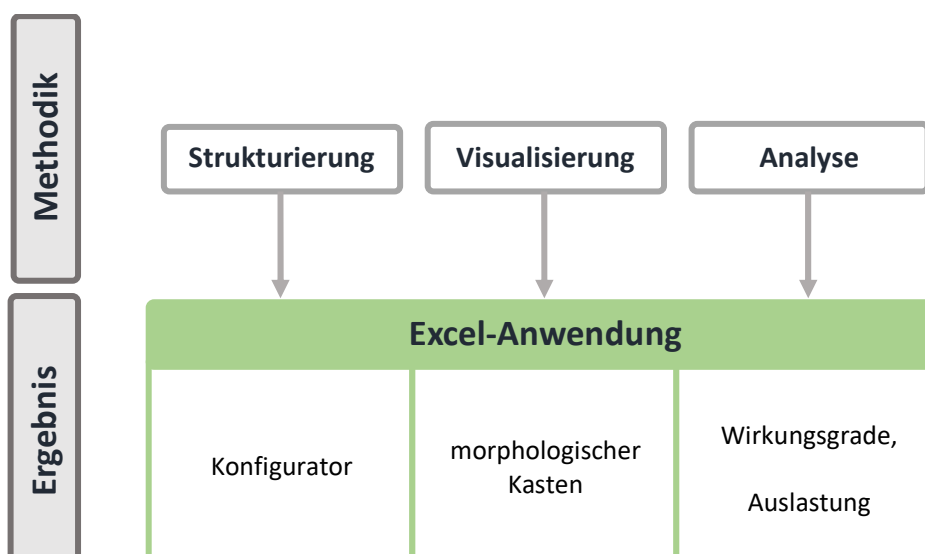 Methodik
Strukturierung
Visualisierung
Analyse
Ergebnis
Excel-Anwendung
Konfigurator
morphologischer
Kasten
Wirkungsgrade,
Auslastung